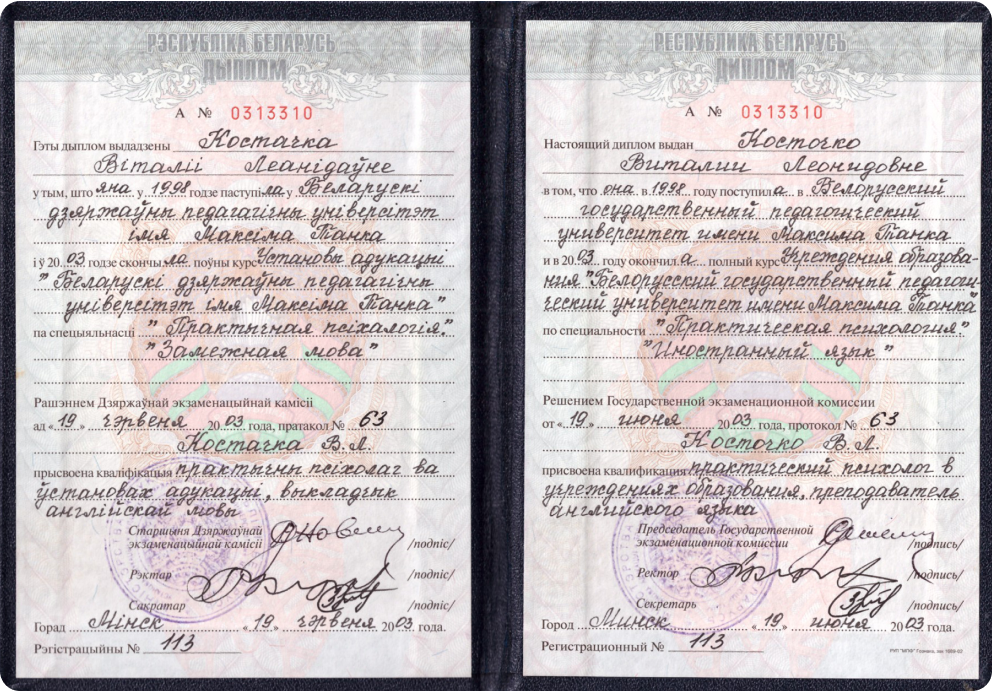 РЭСПУБЛІКА БЕЛАРУСЬ
ДЫПЛОМ
А № 0313310
Гэты дыплом выдадзены Костачка
Віталіі Леанідаўне
у тым, што яна у 1998 годзе паступіла у Беларускі
дзяржаўны педагагічны універсітэт
імя Максіма Танка
і ў 2003 годзе скончыла поўны курс Установы адукацыі
"Беларускі дзяржаўны педагагічны
універсітэт імя Максіма Танка"
па спецыяльнасці "Практычная псіхалогія."
"Замежная мова"
Рашэннем Дзяржаўнай экзаменацыйнай камісіі
ад «19» чэрвеня 2003 года, пратакол № 63
Костачка В.Л.
прысвоена кваліфікацыя практычны псіхолаг ва
ўстановах адукацыі, выкладчык
англійскай мовы
Старшыня Дзяржаўнай
экзаменацыйнай камісіі /подпіс/
Рэктар /подпіс/
Сакратар /подпіс/
Горад Мінск «19» чэрвеня 2003 года.
Рэгістрацыйны № 113
РЕСПУБЛИКА БЕЛАРУСЬ
ДИПЛОМ
А № 0313310
Настоящий диплом выдан Косточко
Виталии Леонидовне
в том, что она в 1998 году поступила в Белорусский
государственный педагогический
университет имени Максима Танка
и в 2003 году окончила полный курс Учреждения образова-
ния "Белорусский государственный педагоги-
ческий университет имени Максима Танка"
по специальности "Практическая психология"
"Иностранный язык"
Решением Государственной экзаменационной комиссии
от «19» июня 2003 года, протокол № 63
Косточко В.Л.
присвоена квалификация практический психолог в
учреждениях образования, преподаватель
английского языка
Председатель Государственной
экзаменационной комиссии /подпись/
Ректор /подпись/
Секретарь /подпись/
Город Минск «19» июня 2003 года.
Регистрационный № 113